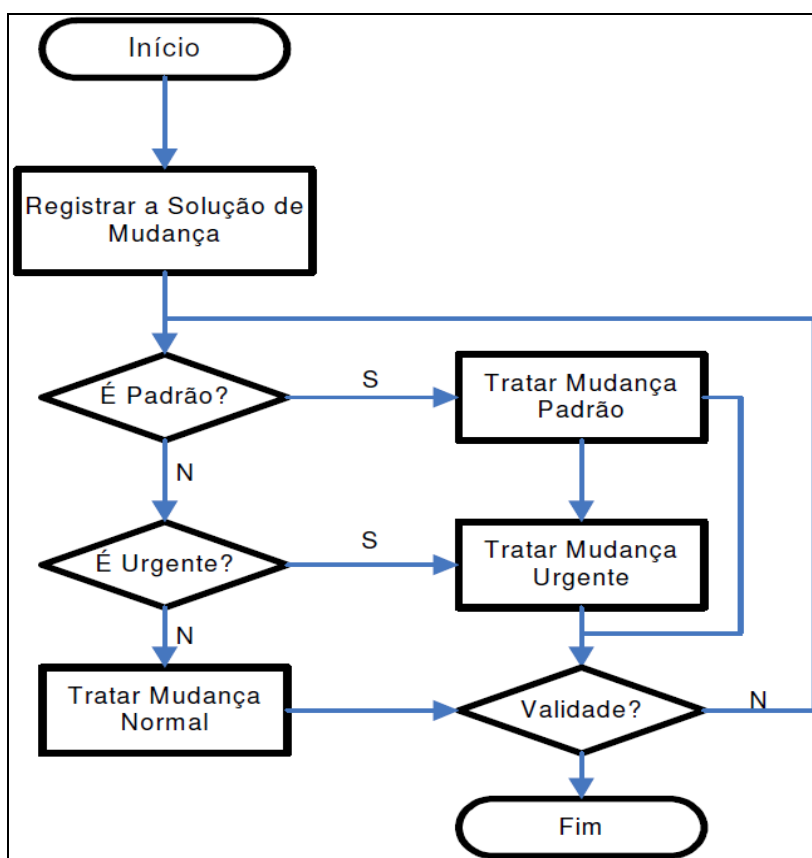 Início
Registrar a Solução de
Mudança
É Padrão?
S
Tratar Mudança
Padrão
N
É Urgente?
S
Tratar Mudança
Urgente
N
Tratar Mudança
Normal
Validade?
N
Fim